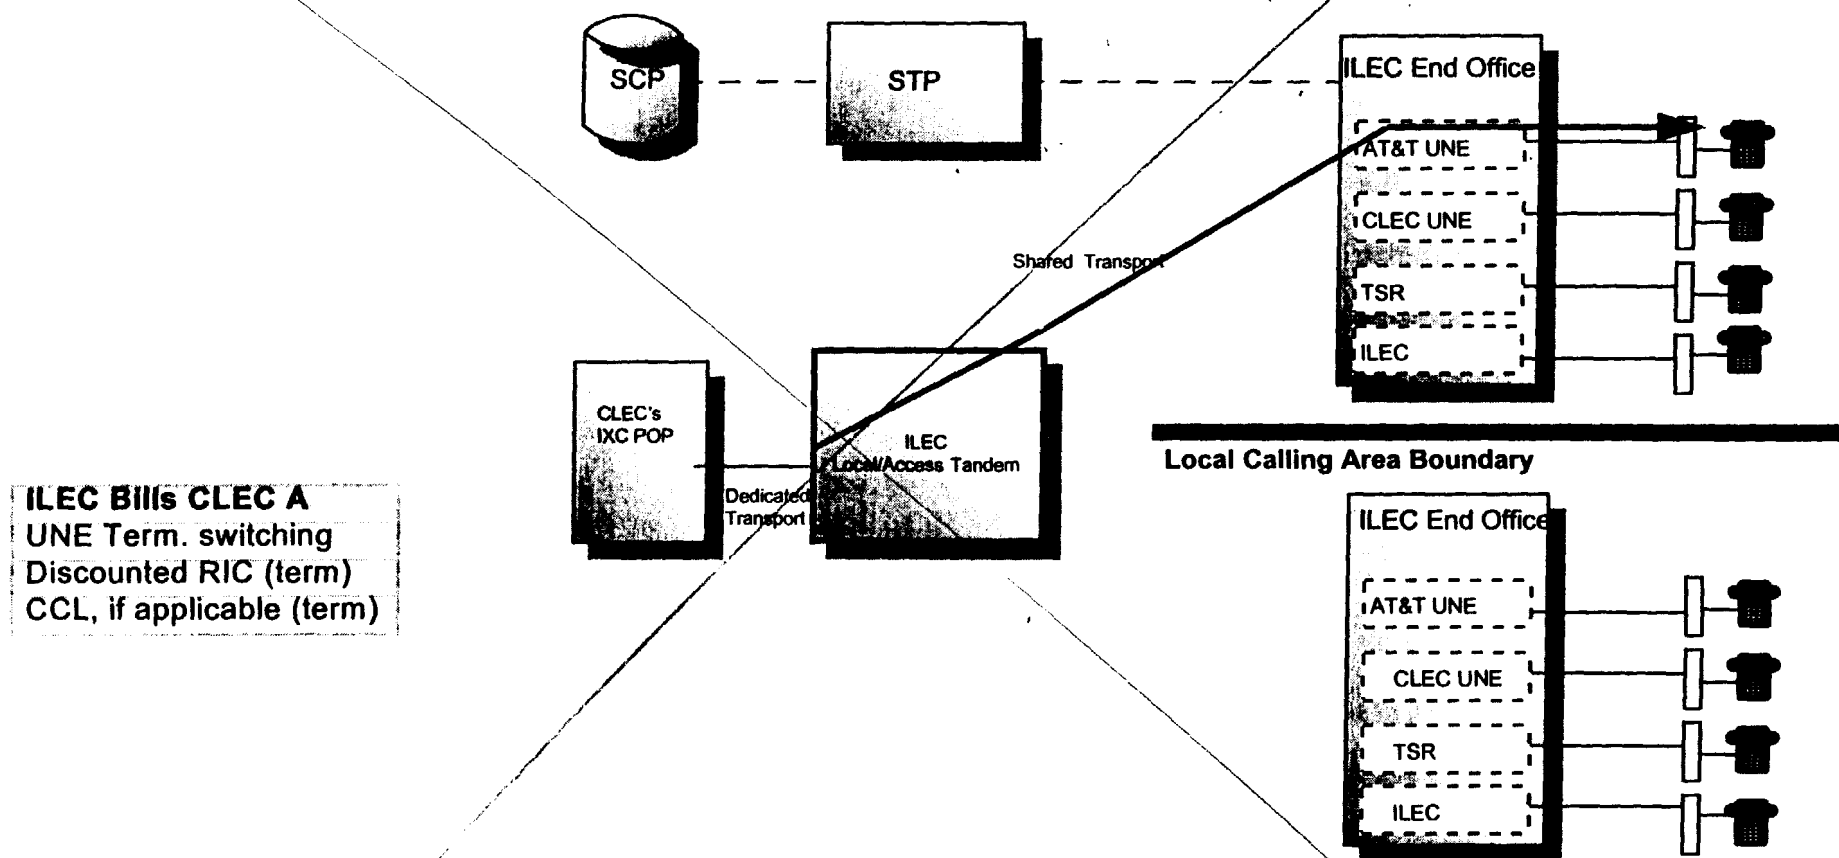 SCP
STP
ILEC End Office
AT&T UNE
CLEC UNE
TSR
ILEC
Shared Transport
CLEC's
IXC POP
ILEC
Local/Access Tandem
Dedicated
Transport
Local Calling Area Boundary
ILEC Bills CLEC A
UNE Term. switching
Discounted RIC (term)
CCL, if applicable (term)
ILEC End Office
AT&T UNE
CLEC UNE
TSR
ILEC